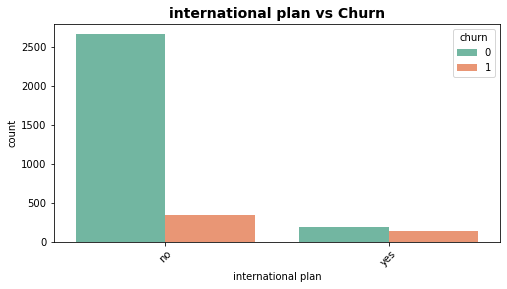 international plan vs Churn
churn
0
1
2500
2000
1500
1000
500
0
count
no
yes
international plan